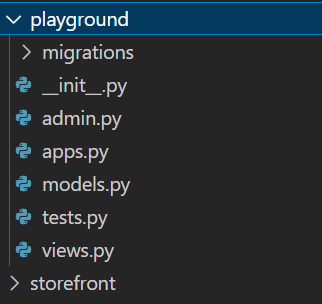 playground
migrations
__init__.py
admin.py
apps.py
models.py
tests.py
views.py
storefront